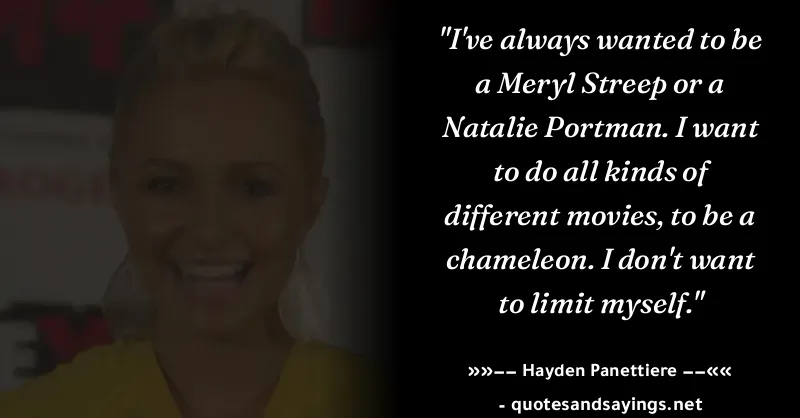 "I've always wanted to be
a Meryl Streep or a
Natalie Portman. I want
to do all kinds of
different movies, to be a
chameleon. I don't want
to limit myself."
»»–– Hayden Panettiere ––««
- quotesandsayings.net